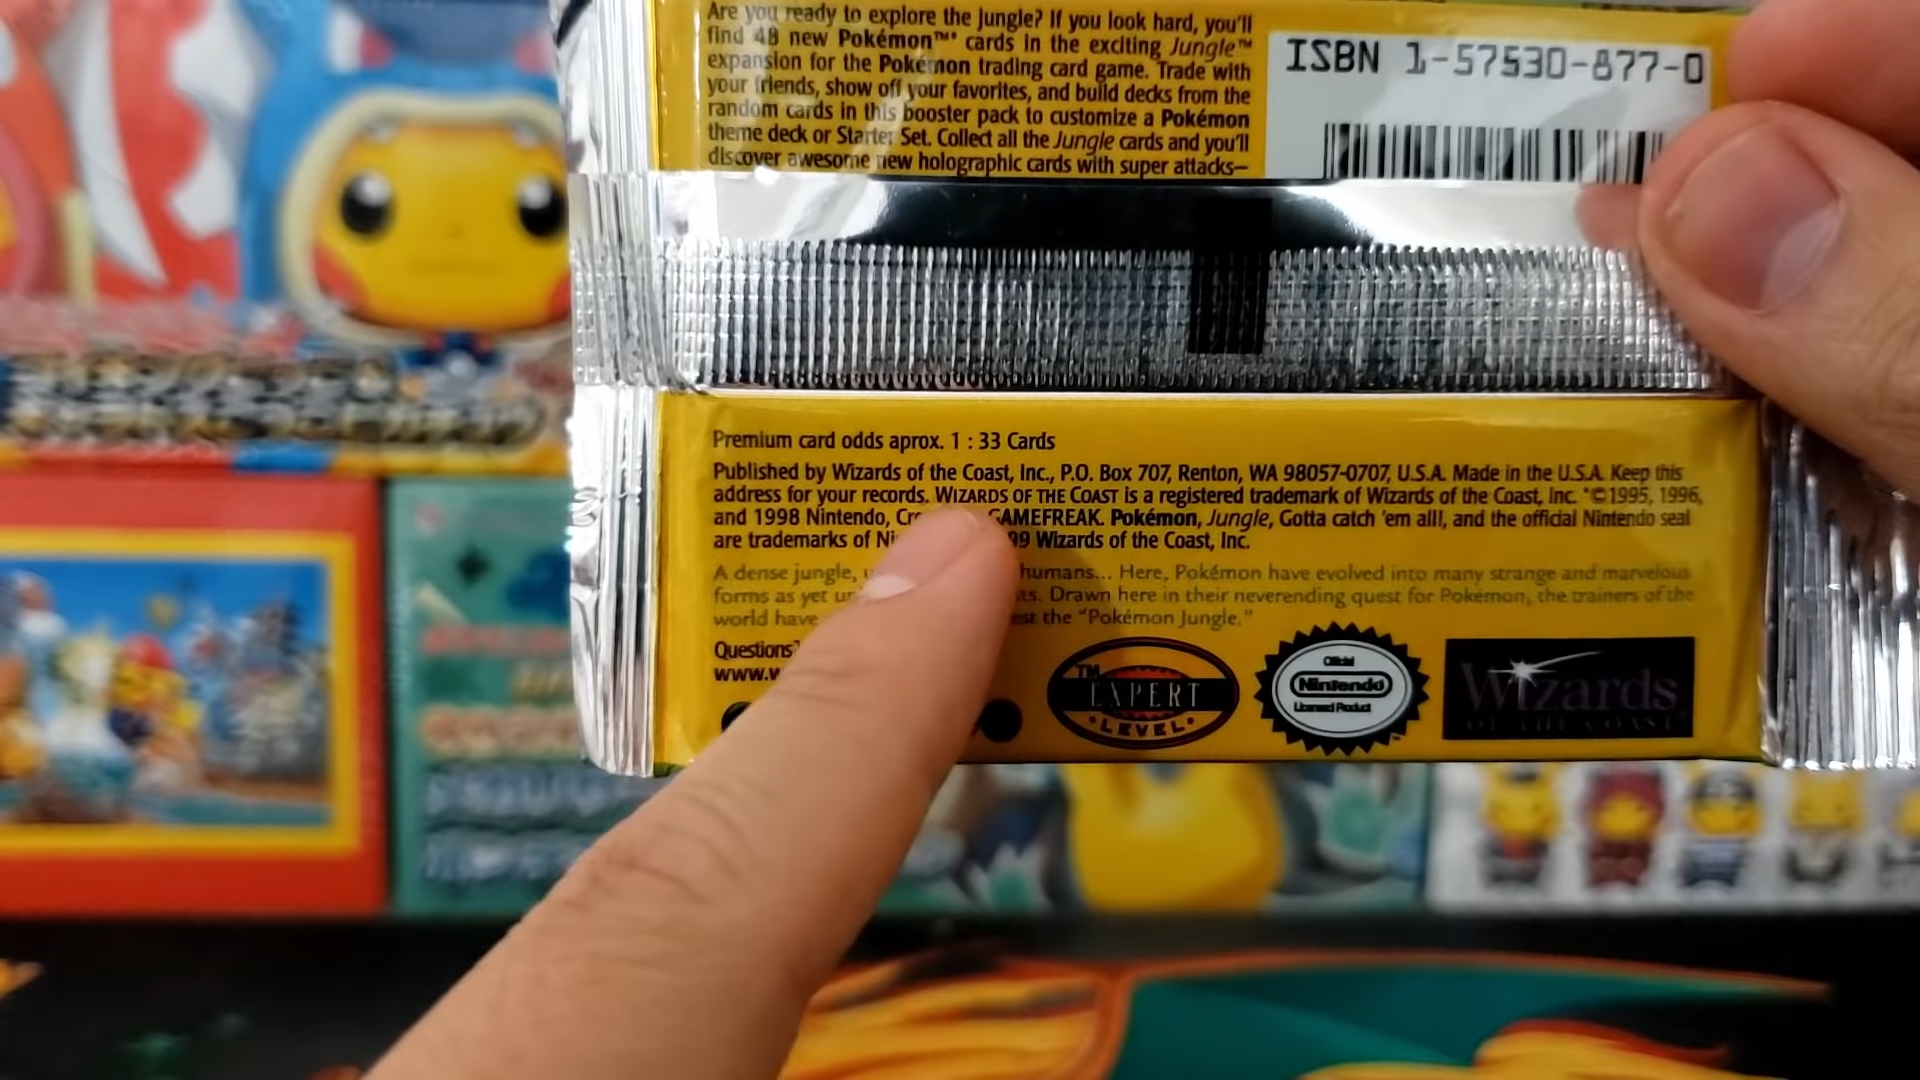 Are you ready to explore the Jungle? If you look hard, you'll
find 48 new Pokémon™* cards in the exciting Jungle™
expansion for the Pokémon trading card game. Trade with
your friends, show off your favorites, and build decks from the
random cards in this booster pack to customize a Pokémon
theme deck or Starter Set. Collect all the Jungle cards and you'll
discover awesome new holographic cards with super attacks—
ISBN 1-57530-877-0
Premium card odds aprox. 1 : 33 Cards
Published by Wizards of the Coast, Inc., P.O. Box 707, Renton, WA 98057-0707, U.S.A. Made in the U.S.A. Keep this
address for your records. WIZARDS OF THE COAST is a registered trademark of Wizards of the Coast, Inc. *©1995, 1996,
and 1998 Nintendo, GAMEFREAK. Pokémon, Jungle, Gotta catch 'em all!, and the official Nintendo seal
are trademarks of Wizards of the Coast, Inc.
A dense jungle, humans... Here, Pokémon have evolved into many strange and marvelous
forms as yet Drawn here in their neverending quest for Pokémon, the trainers of the
world have the “Pokémon Jungle.”
Questions?
www.w
TM
EXPERT
LEVEL
Official
Nintendo
Licensed Product
Wizards
OF THE COAST